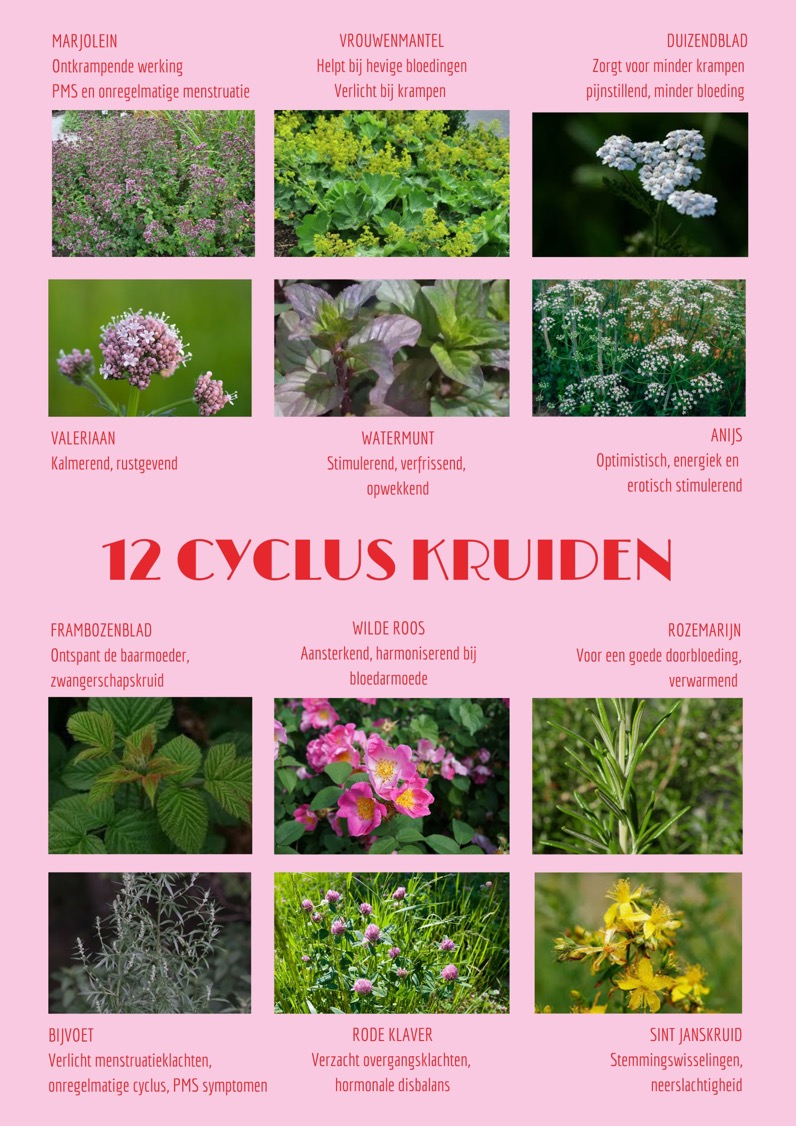 MARJOLEIN
Ontkrampende werking
PMS en onregelmatige menstruatie
VROUWENMANTEL
Helpt bij hevige bloedingen
Verlicht bij krampen
DUIZENDBLAD
Zorgt voor minder krampen
pijnstillend, minder bloeding
VALERIAAN
Kalmerend, rustgevend
WATERMUNT
Stimulerend, verfrissend,
opwekkend
ANIJS
Optimistisch, energiek en
erotisch stimulerend
12 CYCLUS KRUIDEN
FRAMBOZENBLAD
Ontspant de baarmoeder,
zwangerschapskruid
WILDE ROOS
Aansterkend, harmoniserend bij
bloedarmoede
ROZEMARIJN
Voor een goede doorbloeding,
verwarmend
BIJVOET
Verlicht menstruatieklachten,
onregelmatige cyclus, PMS symptomen
RODE KLAVER
Verzacht overgangsklachten,
hormonale disbalans
SINT JANSKRUID
Stemmingswisselingen,
neerslachtigheid